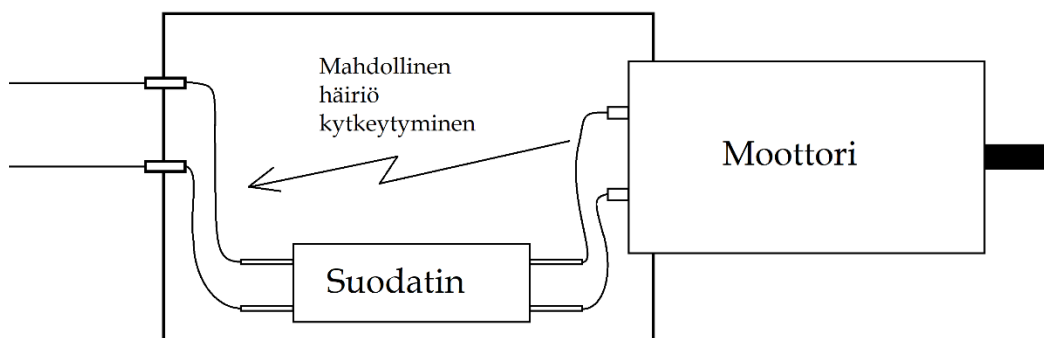 Mahdollinen
häiriö
kytkeytyminen
Moottori
Suodatin